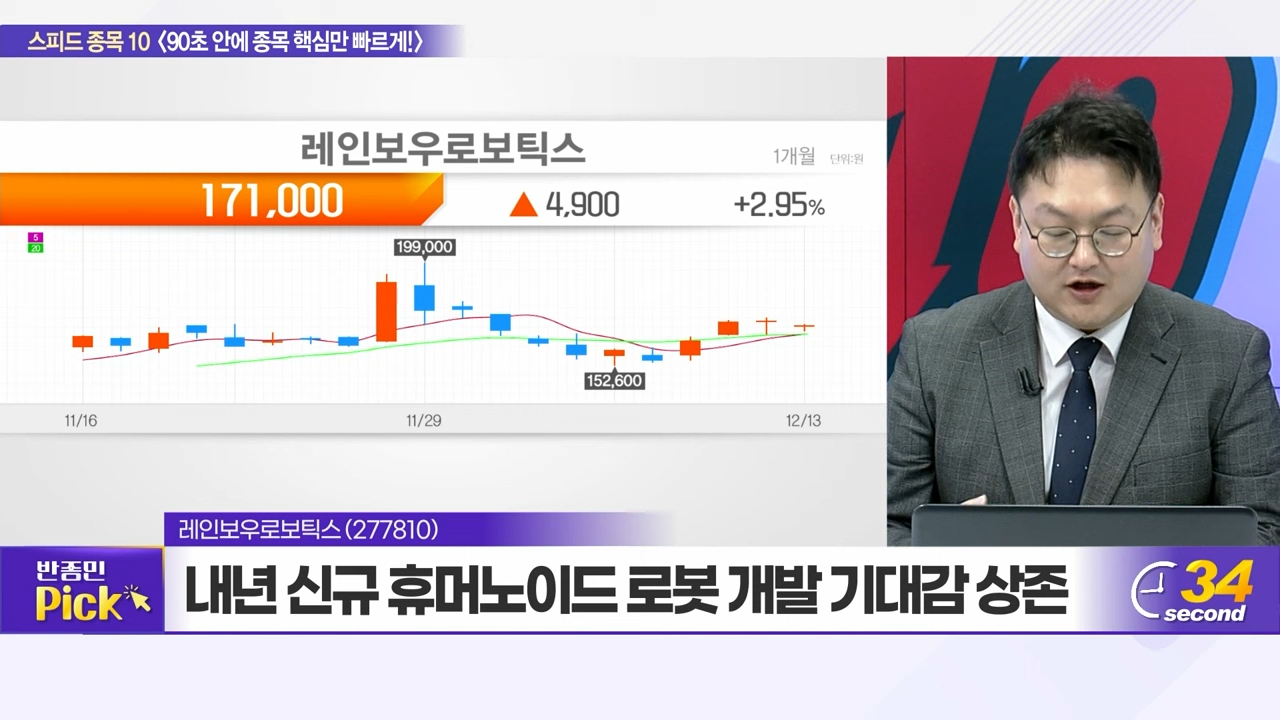 스피드 종목 10 〈90초 안에 종목 핵심만 빠르게!〉
레인보우로보틱스
1개월 단위:원
171,000 ▲ 4,900 +2.95%
5
20
199,000
152,600
11/16 11/29 12/13
레인보우로보틱스 (277810)
반종민
Pick
내년 신규 휴머노이드 로봇 개발 기대감 상존
34
second